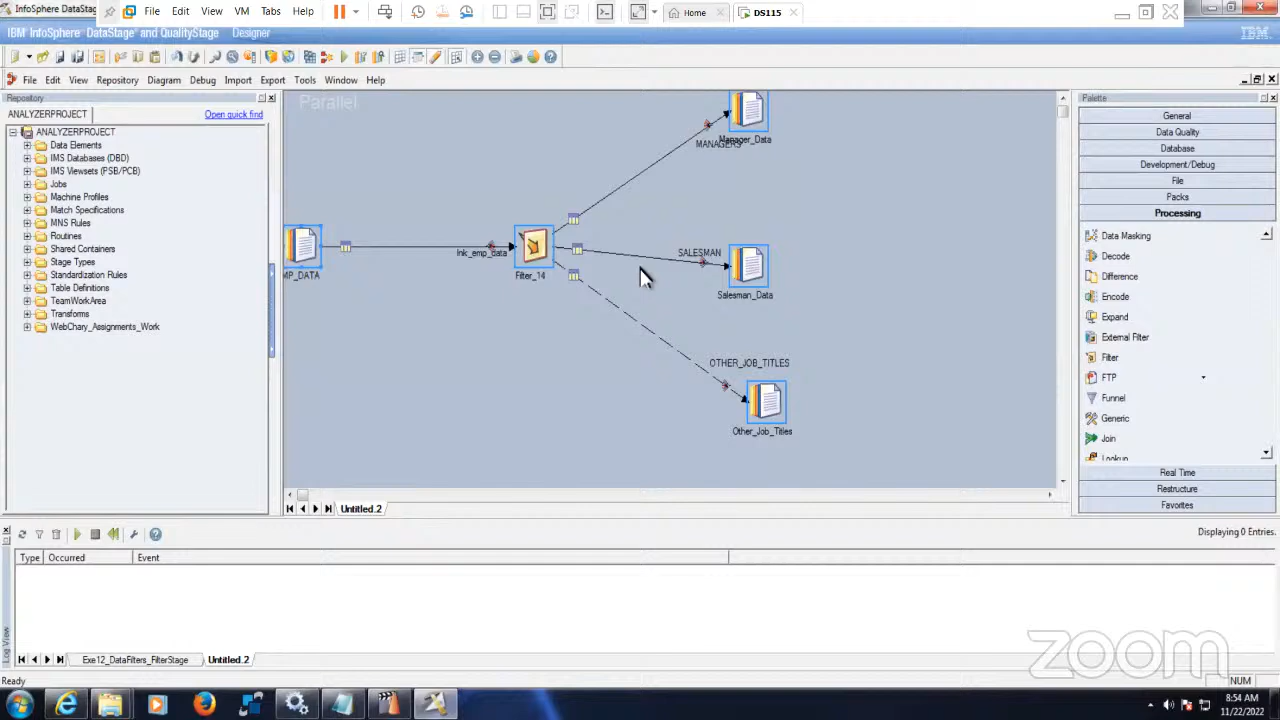 InfoSphere DataStag
File Edit View VM Tabs Help
Home
DS115
IBM InfoSphere DataStage® and QualityStage
Designer
IBM
File Edit View Repository Diagram Debug Import Export Tools Window Help
Repository
ANALYZERPROJECT
Open quick find
ANALYZERPROJECT
Data Elements
IMS Databases (DBD)
IMS Viewsets (PSB/PCB)
Jobs
Machine Profiles
Match Specifications
MNS Rules
Routines
Shared Containers
Stage Types
Standardization Rules
Table Definitions
TeamWorkArea
Transforms
WebChary_Assignments_Work
Parallel
Manager_Data
MANAGERS
lnk_emp_data
MP_DATA
Filter_14
SALESMAN
Salesman_Data
OTHER_JOB_TITLES
Other_Job_Titles
Untitled.2
Palette
General
Data Quality
Database
Development/Debug
File
Packs
Processing
Data Masking
Decode
Difference
Encode
Expand
External Filter
Filter
FTP
Funnel
Generic
Join
Lookup
Real Time
Restructure
Favorites
Displaying 0 Entries.
Type Occurred Event
Log View
Exe12_DataFilters_FilterStage
Untitled.2
zoom
Ready
NUM
8:54 AM
11/22/2022